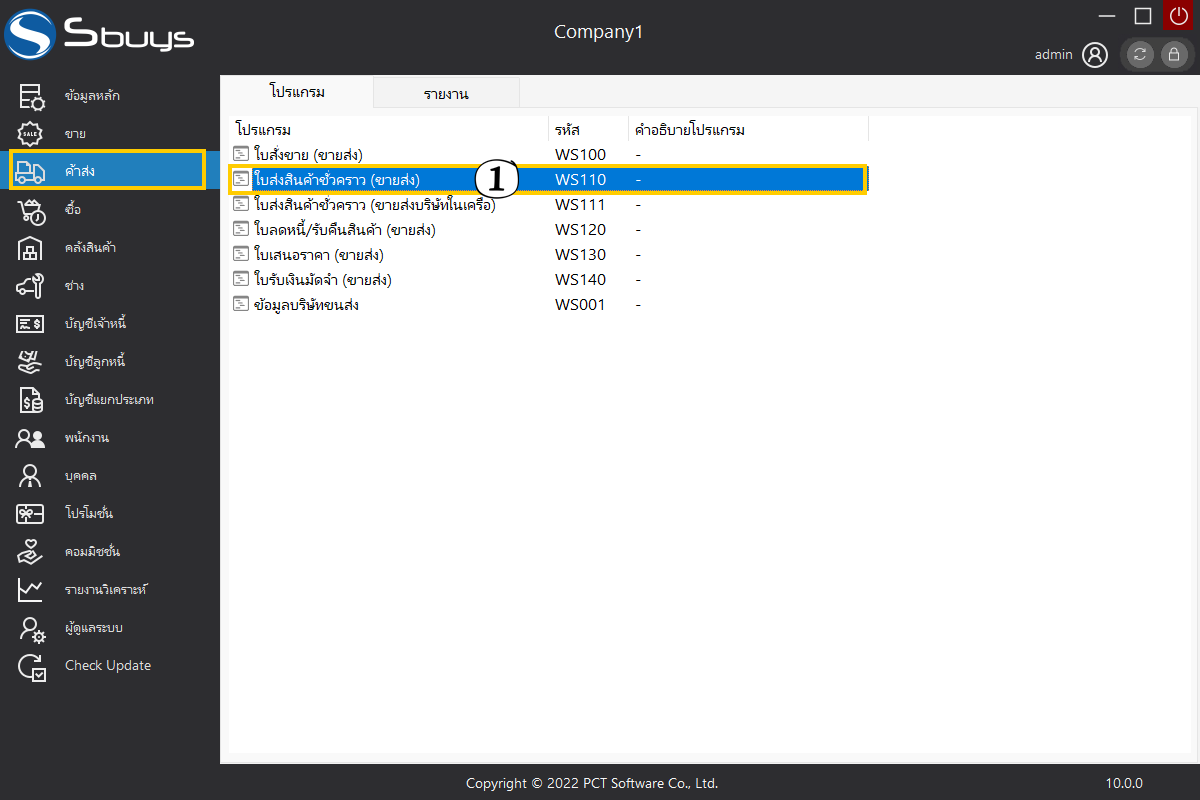 Sbuys
Company1
admin
ข้อมูลหลัก
ขาย
SALE
ค้าส่ง
ซื้อ
คลังสินค้า
ช่าง
บัญชีเจ้าหนี้
บัญชีลูกหนี้
บัญชีแยกประเภท
พนักงาน
บุคคล
โปรโมชั่น
คอมมิชชั่น
รายงานวิเคราะห์
ผู้ดูแลระบบ
Check Update
โปรแกรม รายงาน
โปรแกรม รหัส คำอธิบายโปรแกรม
ใบสั่งขาย (ขายส่ง) WS100 -
ใบส่งสินค้าชั่วคราว (ขายส่ง) 1 WS110 -
ใบส่งสินค้าชั่วคราว (ขายส่งบริษัทในเครือ) WS111 -
ใบลดหนี้/รับคืนสินค้า (ขายส่ง) WS120 -
ใบเสนอราคา (ขายส่ง) WS130 -
ใบรับเงินมัดจำ (ขายส่ง) WS140 -
ข้อมูลบริษัทขนส่ง WS001 -
Copyright © 2022 PCT Software Co., Ltd. 10.0.0